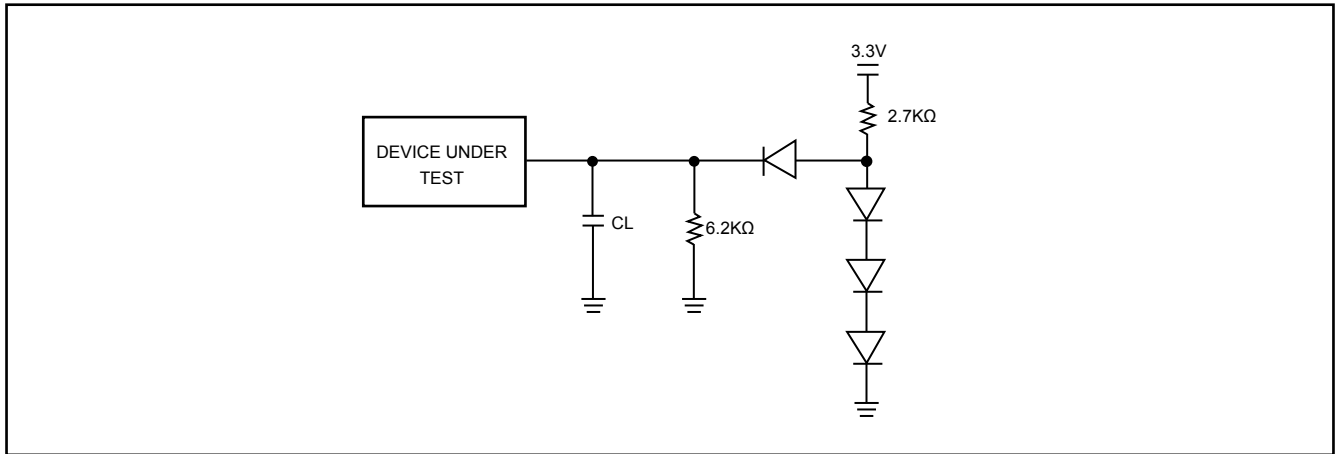 3.3V
2.7KΩ
DEVICE UNDER
TEST
CL
6.2KΩ